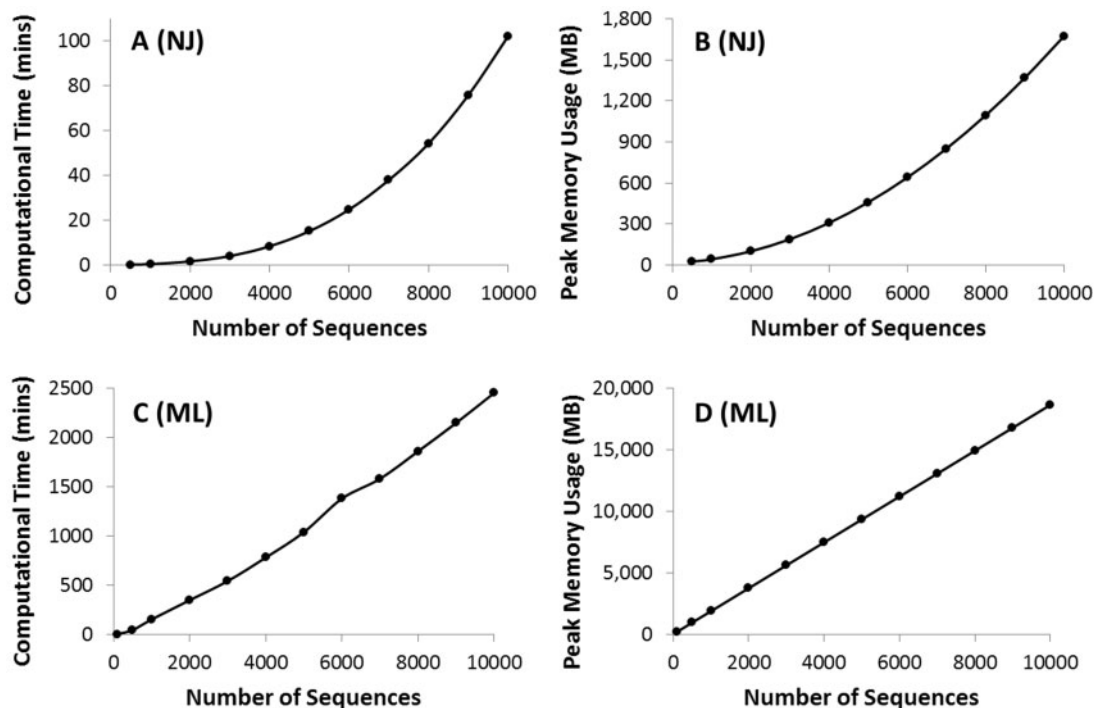 A (NJ)
Computational Time (mins)
100
80
60
40
20
0
0 2000 4000 6000 8000 10000
Number of Sequences
B (NJ)
Peak Memory Usage (MB)
1,800
1,500
1,200
900
600
300
0
0 2000 4000 6000 8000 10000
Number of Sequences
C (ML)
Computational Time (mins)
2500
2000
1500
1000
500
0
0 2000 4000 6000 8000 10000
Number of Sequences
D (ML)
Peak Memory Usage (MB)
20,000
15,000
10,000
5,000
0
0 2000 4000 6000 8000 10000
Number of Sequences